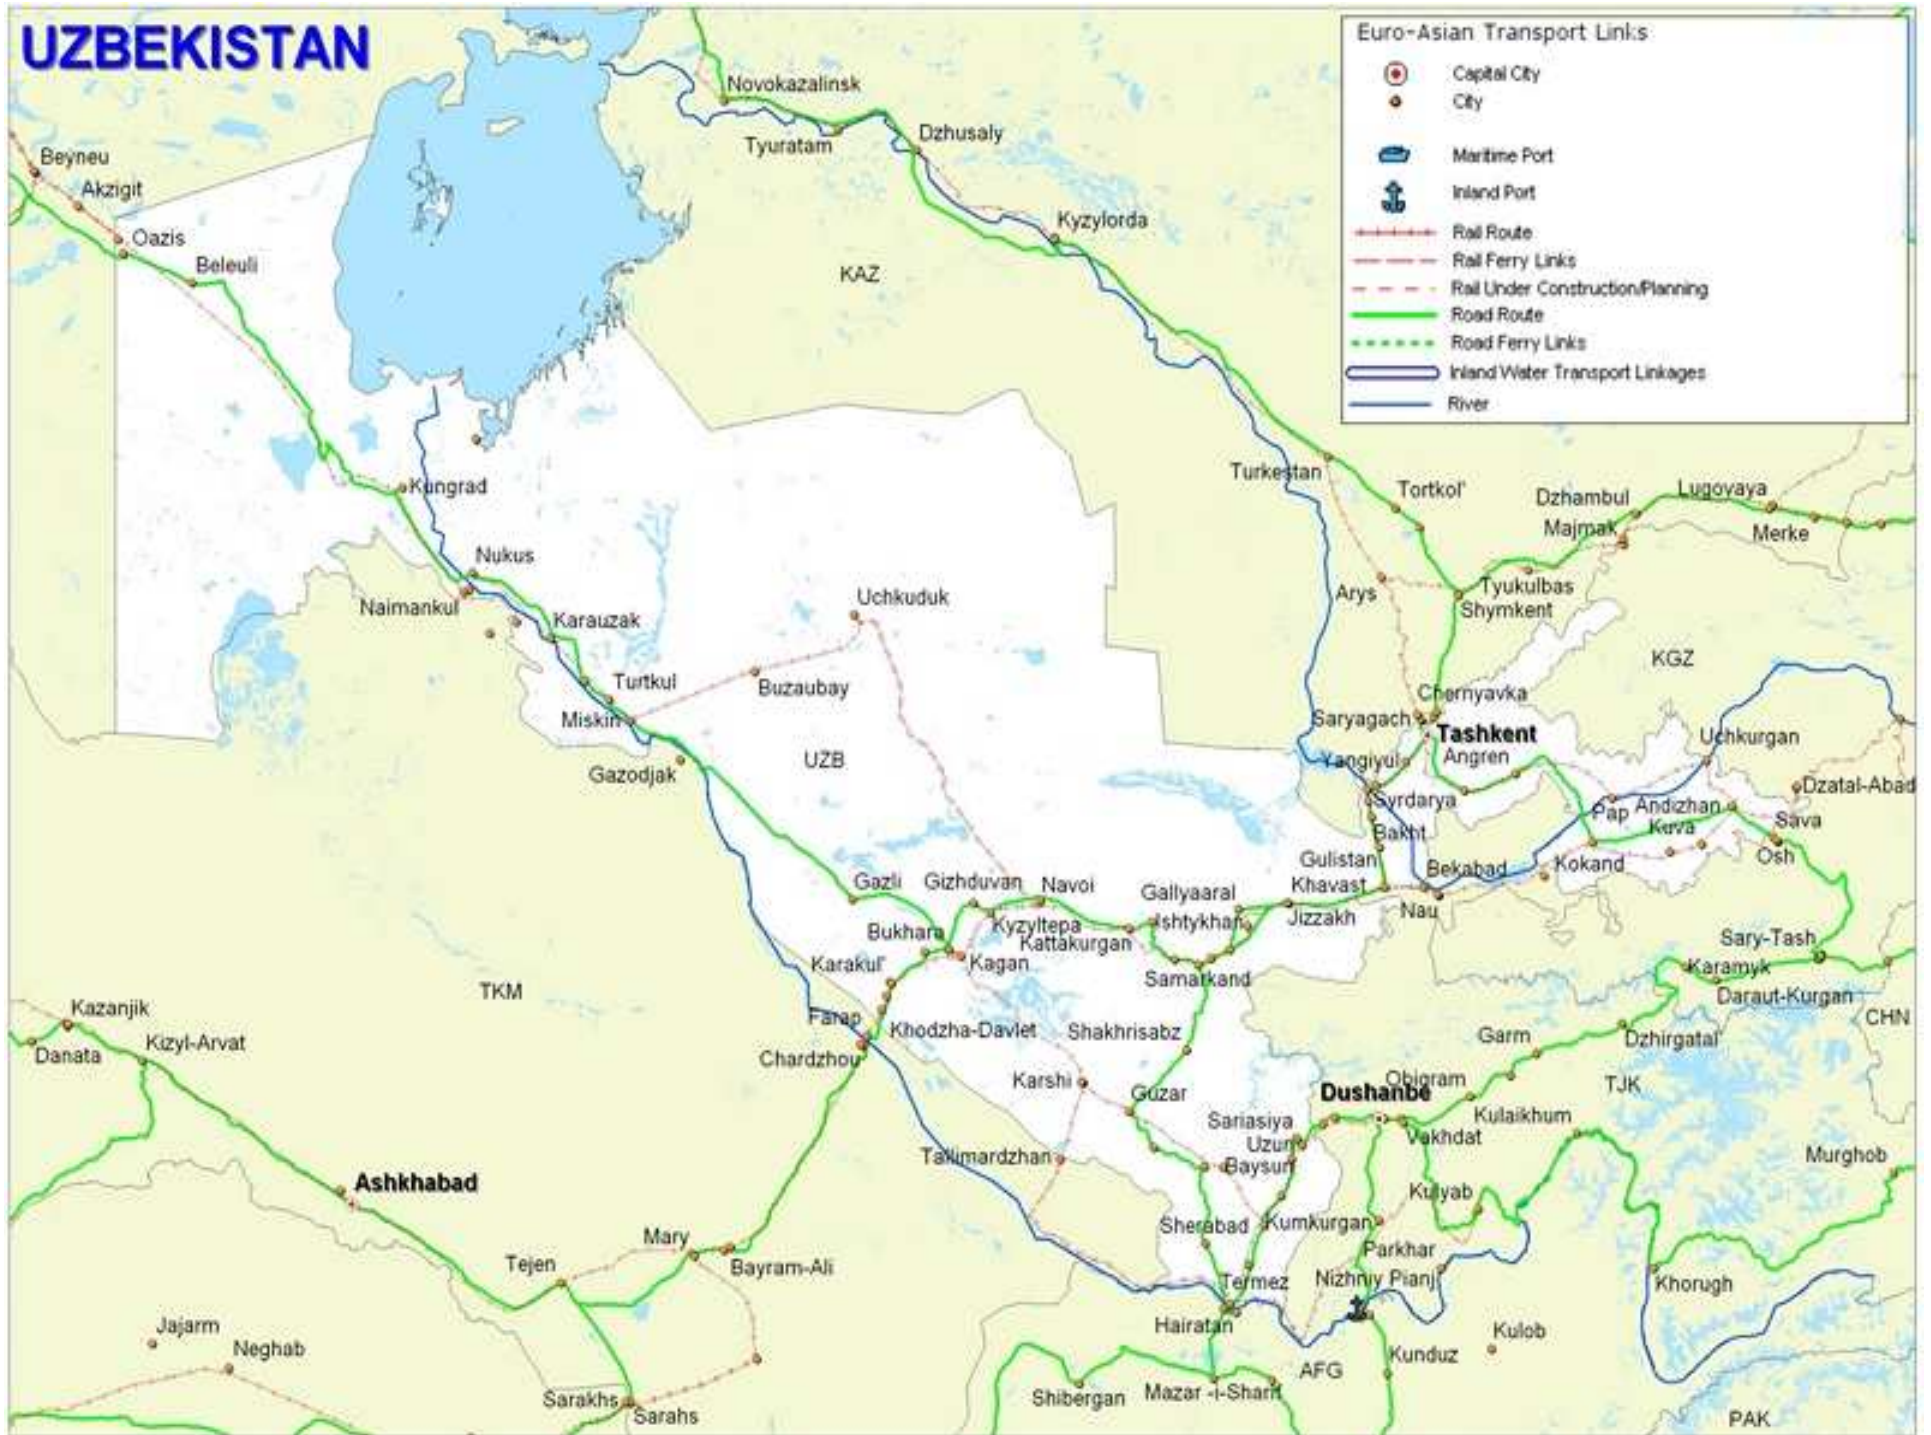 UZBEKISTAN
Euro-Asian Transport Links
Capital City
City
Maritime Port
Inland Port
Rail Route
Rail Ferry Links
Rail Under Construction/Planning
Road Route
Road Ferry Links
Inland Water Transport Linkages
River
Novokazalinsk
Tyuratam
Dzhusaly
Beyneu
Akzigit
Oazis
Beleuli
Kyzylorda
KAZ
Turkestan
Tortkol'
Dzhambul
Lugovaya
Majmak
Merke
Kungrad
Nukus
Naimankul
Karauzak
Uchkuduk
Arys
Tyukulbas
Shymkent
KGZ
Turtkul
Buzaubay
Miskin
Chernyavka
Saryagach
Tashkent
Gazodjak
UZB
Yangiyul
Angren
Uchkurgan
Syrdarya
Dzatal-Abad
Pap
Andizhan
Bakht
Kuva
Sava
Gulistan
Bekabad
Kokand
Osh
Gazli
Gizhduvan
Navoi
Gallyaaral
Khavast
Ishtykhan
Jizzakh
Nau
Bukhara
Kyzyltepa
Kattakurgan
Karakul'
Kagan
Samarkand
Sary-Tash
Karamyk
Daraut-Kurgan
TKM
Kazanjik
Farap
Khodzha-Davlet
Shakhrisabz
Garm
Dzhirgatal'
CHN
Danata
Kizyl-Arvat
Chardzhou
Karshi
Guzar
Dushanbe
Obigram
TJK
Sariasiya
Kulaikhum
Uzun
Vakhdat
Tallimardzhan
Baysun
Murghob
Ashkhabad
Kulyab
Sherabad
Kumkurgan
Mary
Parkhar
Tejen
Bayram-Ali
Termez
Nizhniy Pianj
Khorugh
Jajarm
Hairatan
Kulob
Neghab
AFG
Kunduz
Sarakhs
Sarahs
Shibergan
Mazar -i-Sharif
PAK